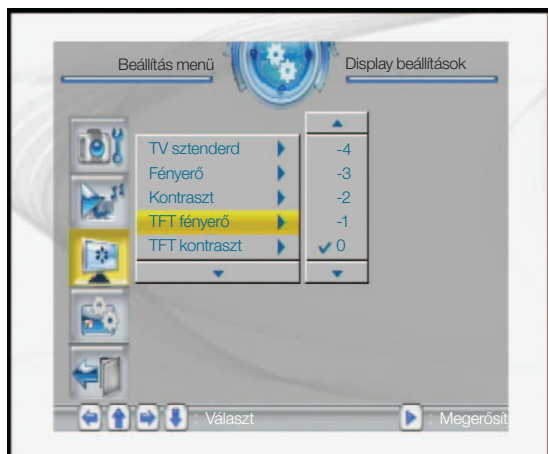 Beállítás menü
Display beállítások
TV sztenderd
Fényerő
Kontraszt
TFT fényerő
TFT kontraszt
-4
-3
-2
-1
0
: Választ
: Megerősít